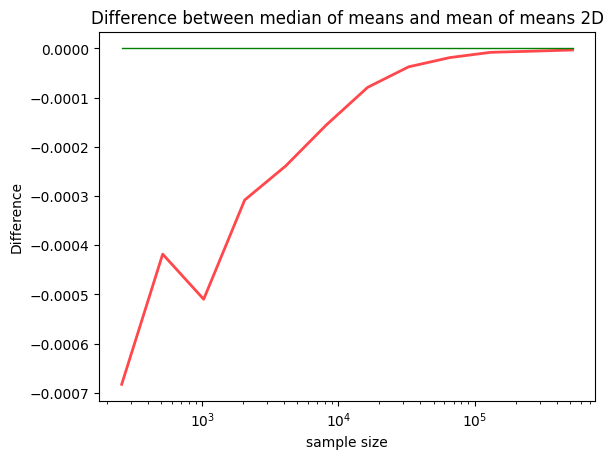 Difference between median of means and mean of means 2D
0.0000
−0.0001
−0.0002
−0.0003
−0.0004
−0.0005
−0.0006
−0.0007
Difference
10³ 10⁴ 10⁵
sample size